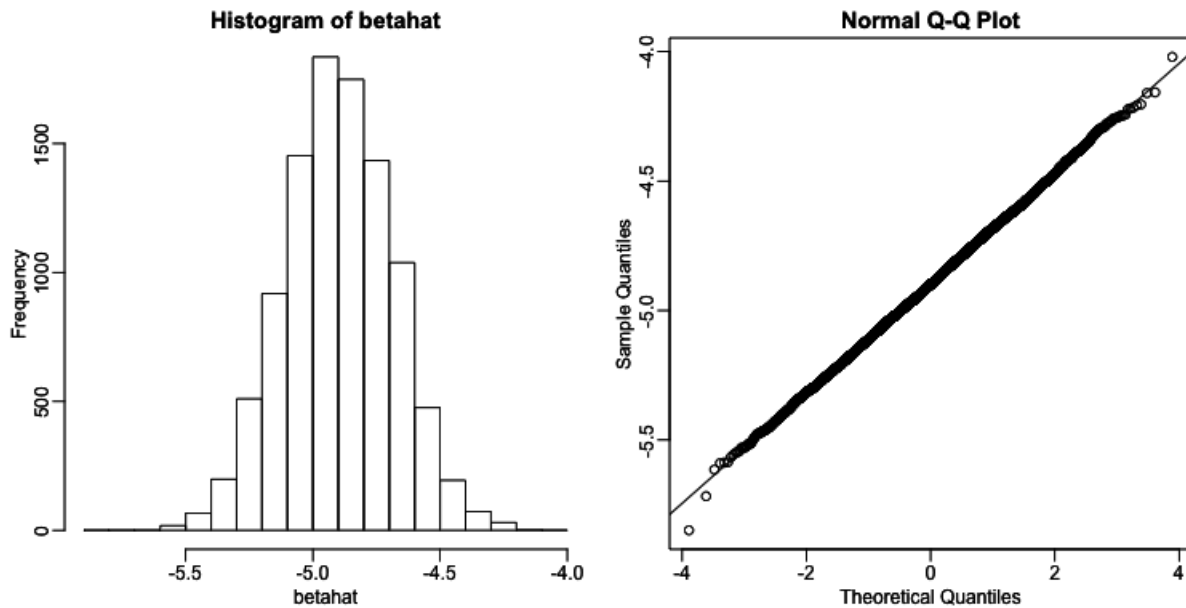 Histogram of betahat
Frequency
0
500
1000
1500
-5.5
-5.0
-4.5
-4.0
betahat
Normal Q-Q Plot
Sample Quantiles
-4.0
-4.5
-5.0
-5.5
-4
-2
0
2
4
Theoretical Quantiles